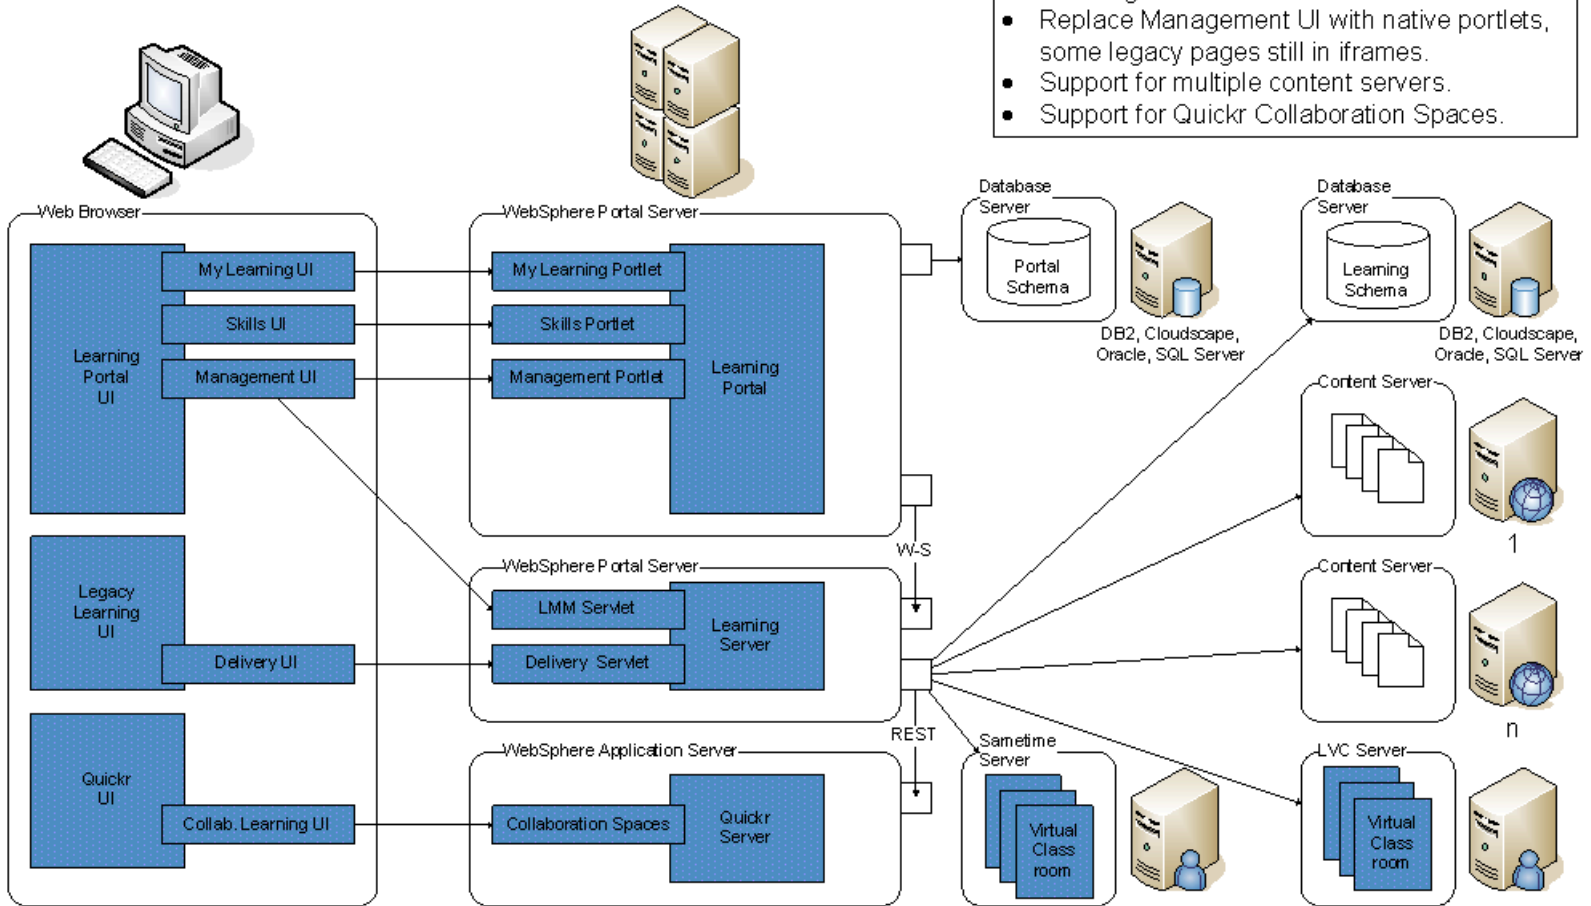 • Replace Management UI with native portlets,
some legacy pages still in iframes.
• Support for multiple content servers.
• Support for Quickr Collaboration Spaces.
Web Browser
Learning
Portal
UI
My Learning UI
Skills UI
Management UI
Legacy
Learning
UI
Delivery UI
Quickr
UI
Collab. Learning UI
WebSphere Portal Server
My Learning Portlet
Skills Portlet
Management Portlet
Learning
Portal
W-S
WebSphere Portal Server
LMM Servlet
Delivery Servlet
Learning
Server
REST
WebSphere Application Server
Collaboration Spaces
Quickr
Server
Database
Server
Portal
Schema
DB2, Cloudscape,
Oracle, SQL Server
Database
Server
Learning
Schema
DB2, Cloudscape,
Oracle, SQL Server
Content Server
1
Content Server
n
Sametime
Server
Virtual
Class
room
LVC Server
Virtual
Class
room